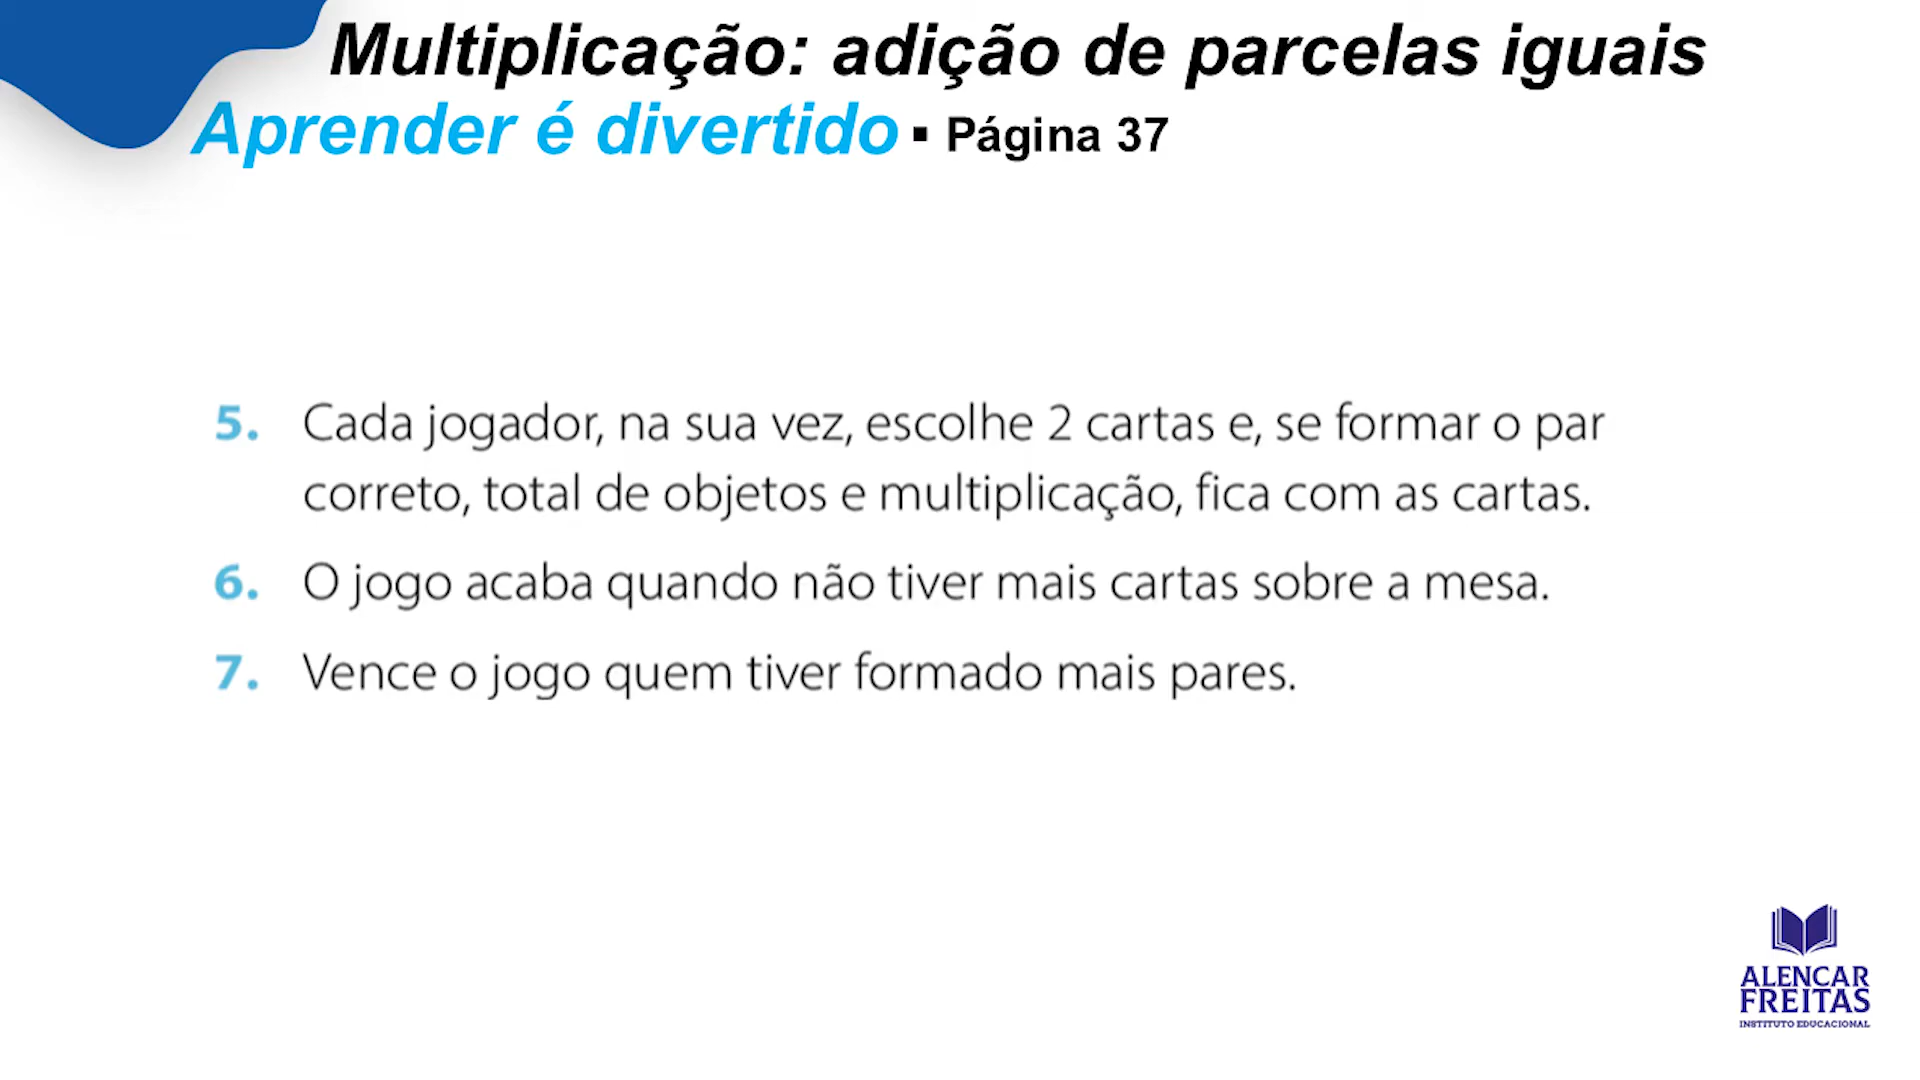 Multiplicação: adição de parcelas iguais
Aprender é divertido ▪ Página 37
5. Cada jogador, na sua vez, escolhe 2 cartas e, se formar o par
correto, total de objetos e multiplicação, fica com as cartas.
6. O jogo acaba quando não tiver mais cartas sobre a mesa.
7. Vence o jogo quem tiver formado mais pares.
ALENCAR
FREITAS
INSTITUTO EDUCACIONAL